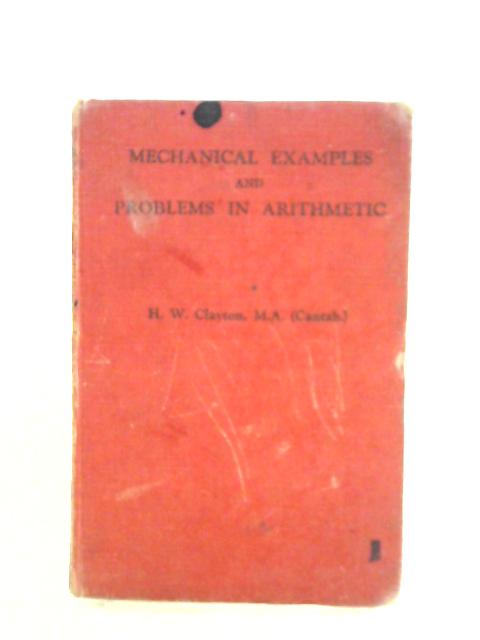 MECHANICAL EXAMPLES
AND
PROBLEMS IN ARITHMETIC
H. W. Clayton, M.A. (Cantab.)